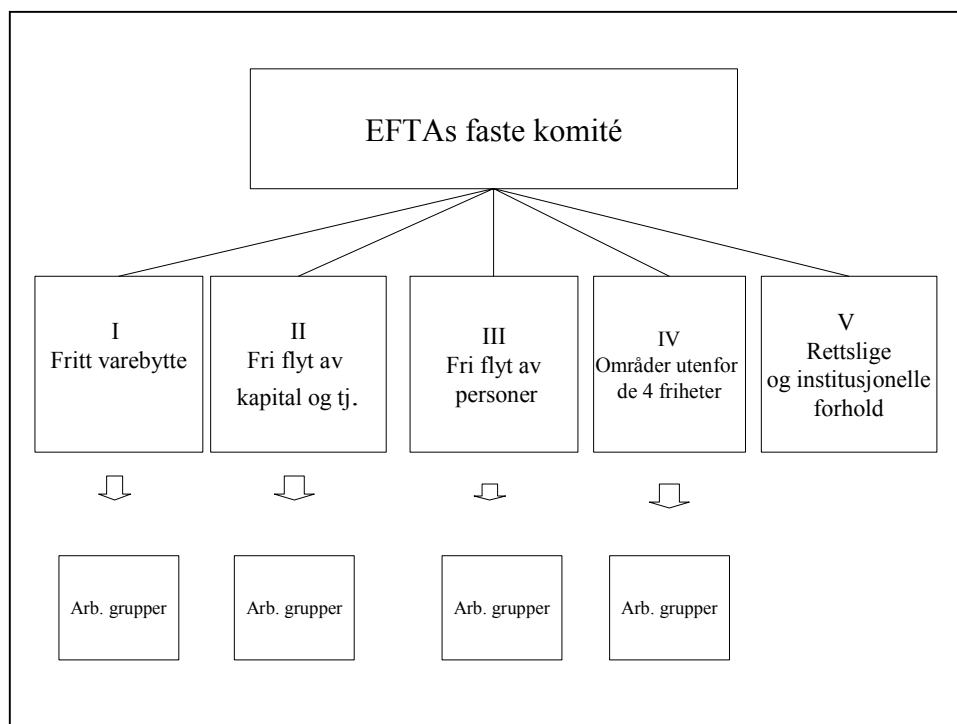 EFTAs faste komité
I
Fritt varebytte
II
Fri flyt av
kapital og tj.
III
Fri flyt av
personer
IV
Områder utenfor
de 4 friheter
V
Rettslige
og institusjonelle
forhold
Arb. grupper
Arb. grupper
Arb. grupper
Arb. grupper